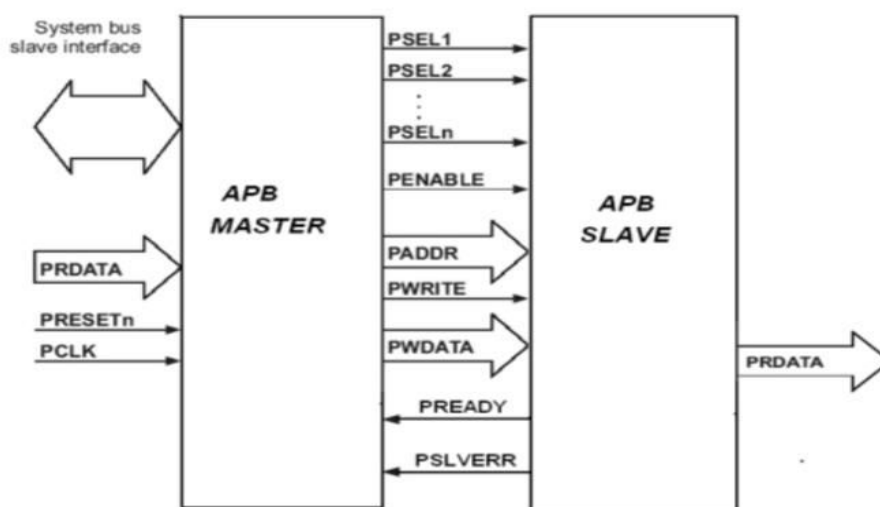 System bus
slave interface
PRDATA
PRESETn
PCLK
APB
MASTER
PSEL1
PSEL2
PSELn
PENABLE
PADDR
PWRITE
PWDATA
PREADY
PSLVERR
APB
SLAVE
PRDATA